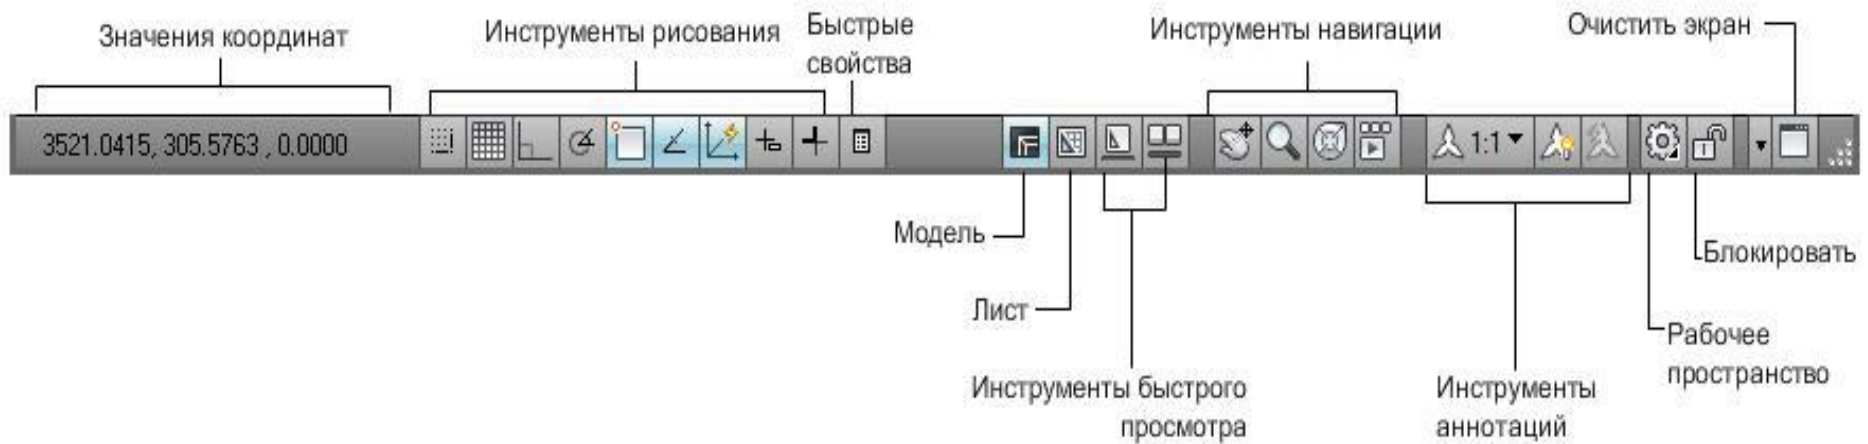 Значения координат
Инструменты рисования
Быстрые
свойства
Инструменты навигации
Очистить экран
3521.0415, 305.5763 , 0.0000
1:1
Модель
Лист
Инструменты быстрого
просмотра
Инструменты
аннотаций
Рабочее
пространство
Блокировать